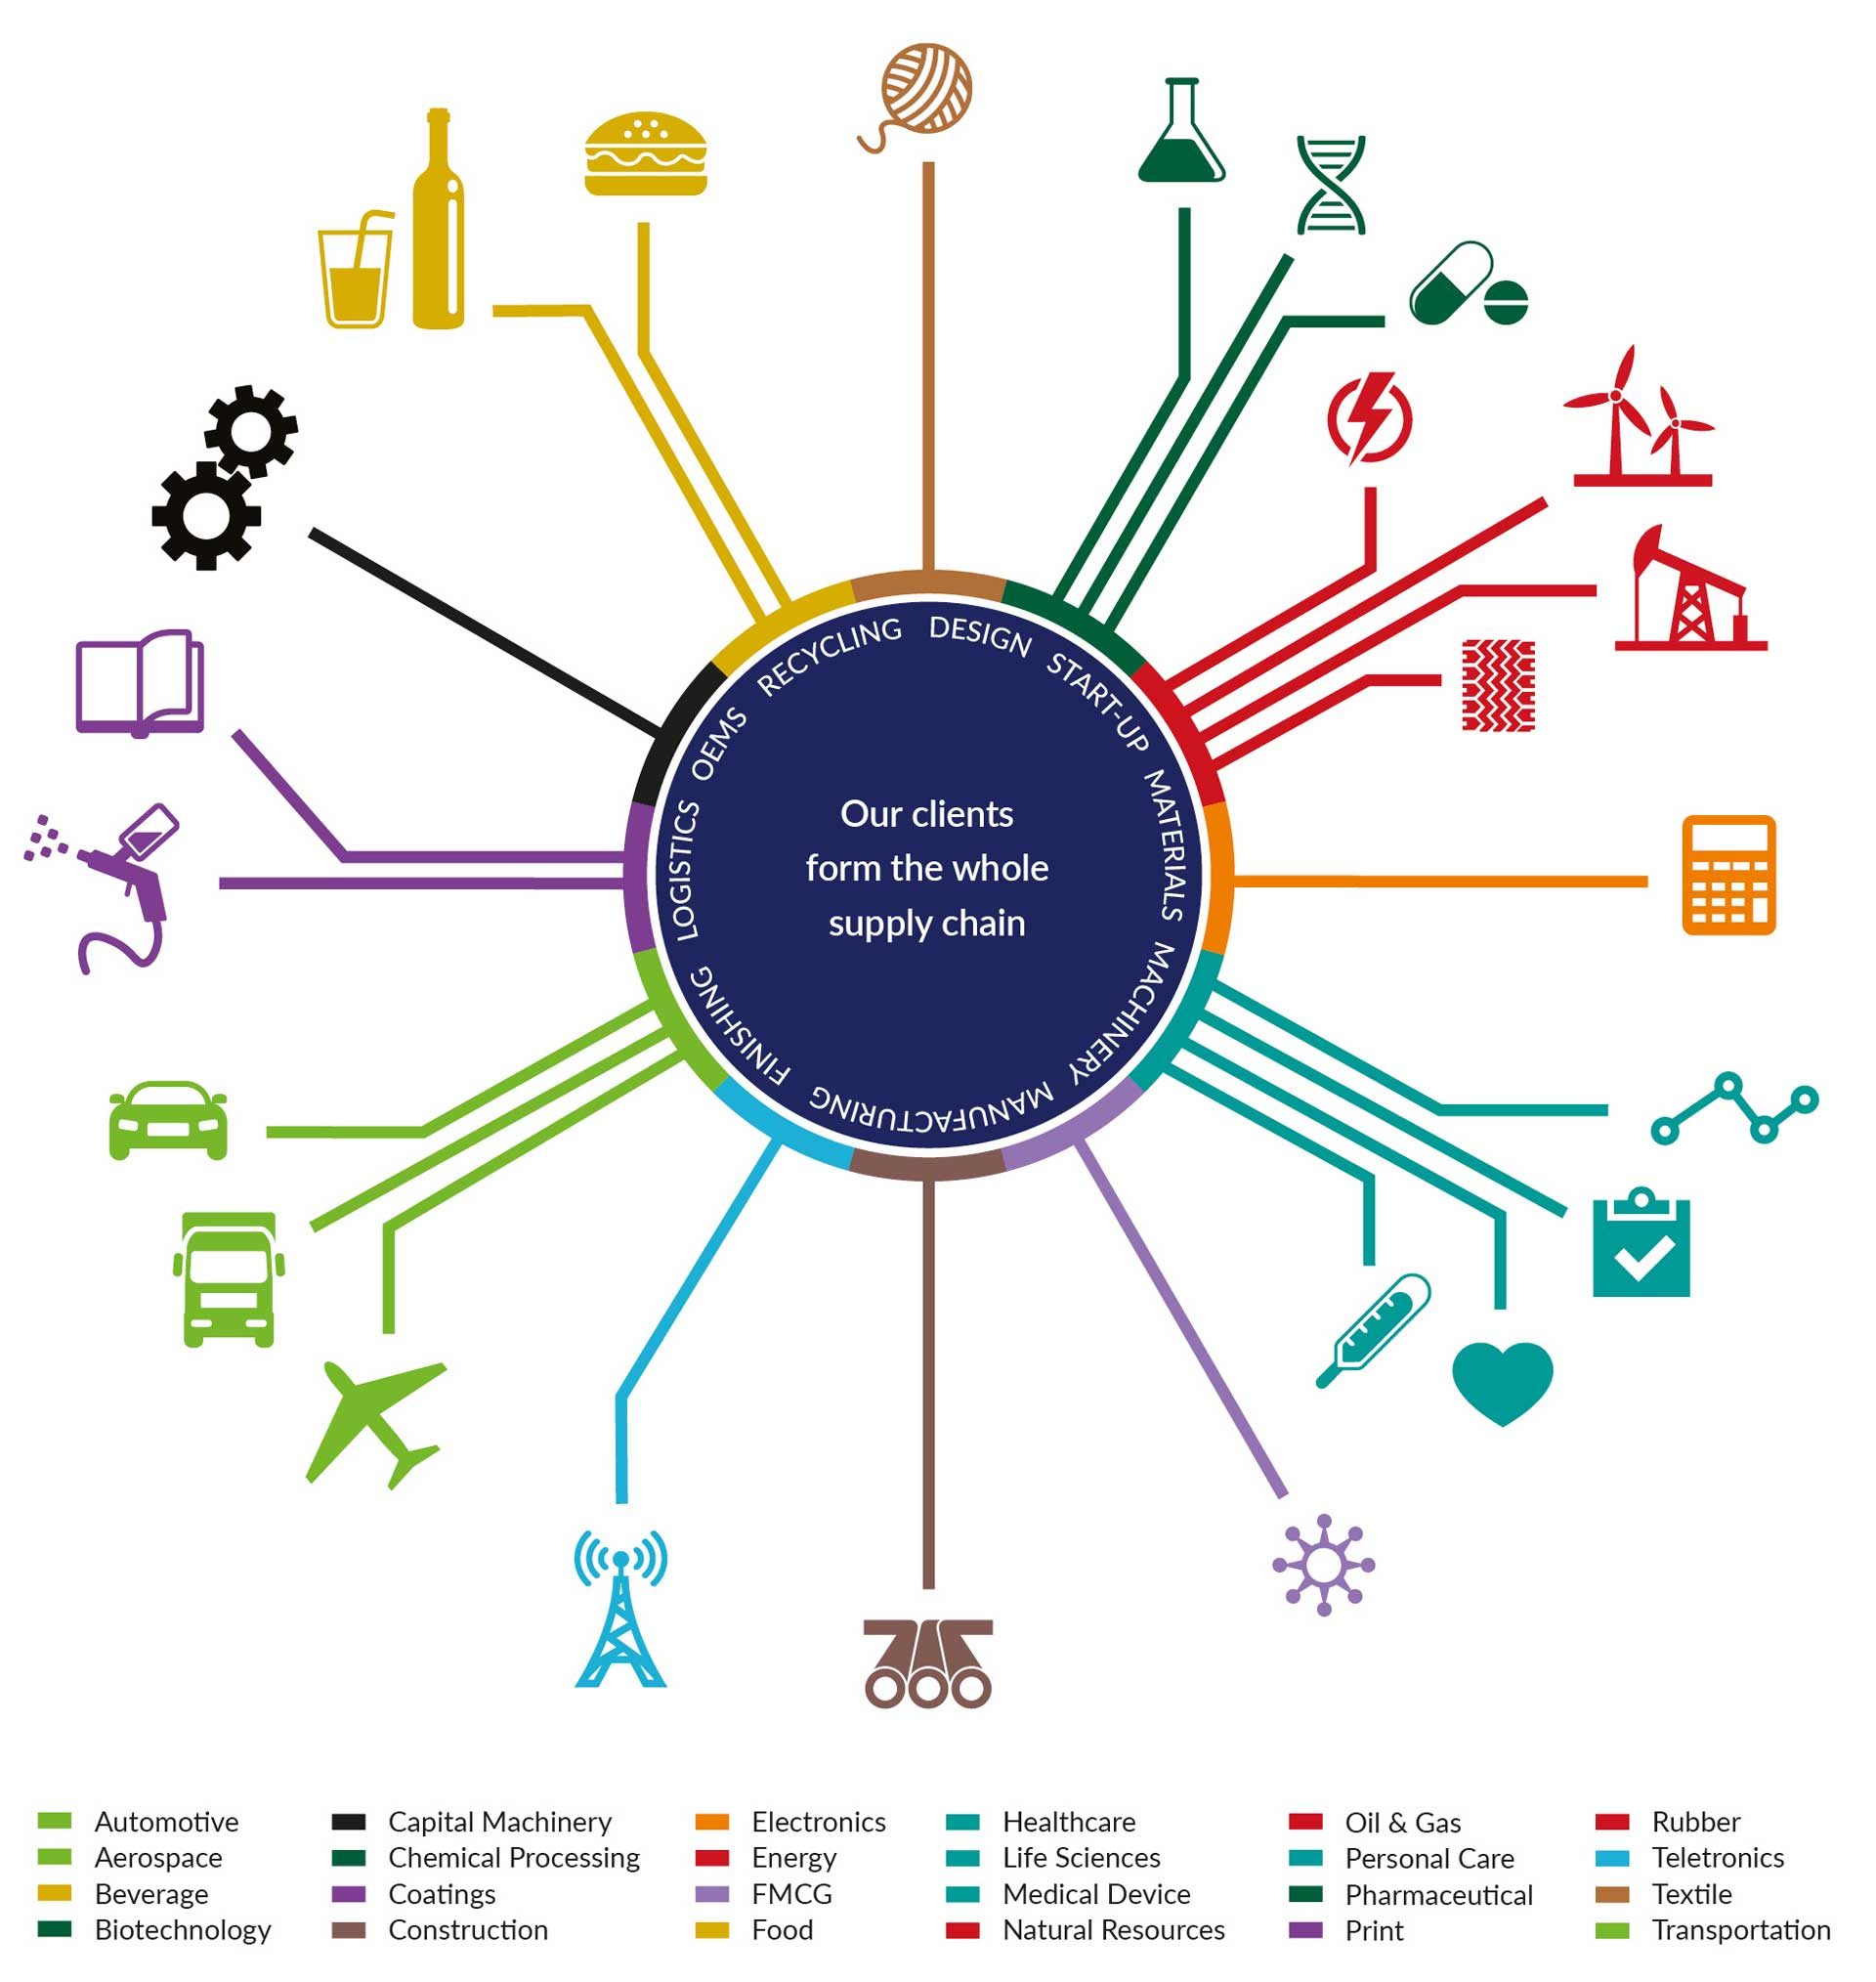 DESIGN
START-UP
MATERIALS
MACHINERY
MANUFACTURING
FINISHING
LOGISTICS
OEMS
RECYCLING
Our clients
form the whole
supply chain
Automotive
Aerospace
Beverage
Biotechnology
Capital Machinery
Chemical Processing
Coatings
Construction
Electronics
Energy
FMCG
Food
Healthcare
Life Sciences
Medical Device
Natural Resources
Oil & Gas
Personal Care
Pharmaceutical
Print
Rubber
Teletronics
Textile
Transportation